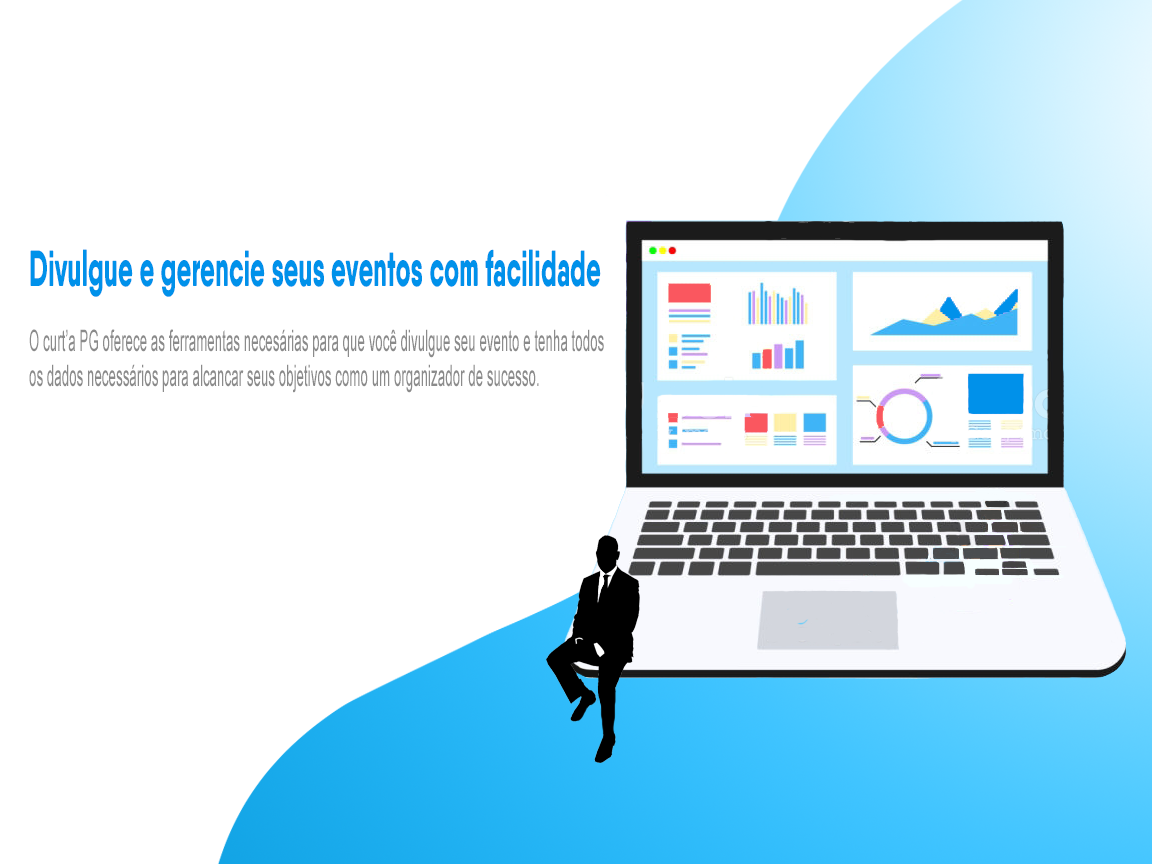 Divulgue e gerencie seus eventos com facilidade
O curt'a PG oferece as ferramentas necesárias para que você divulgue seu evento e tenha todos
os dados necessários para alcancar seus objetivos como um organizador de sucesso.